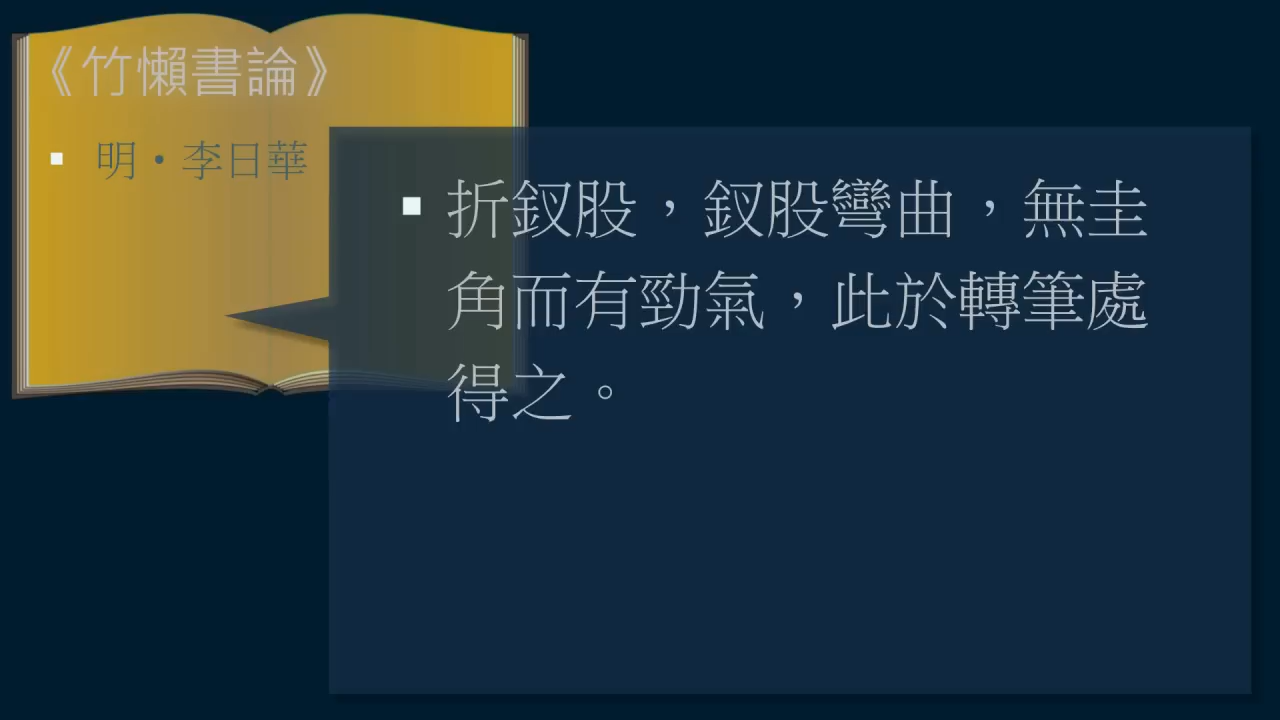 《竹懶書論》
▪ 明・李日華
▪ 折釵股，釵股彎曲，無圭
角而有勁氣，此於轉筆處
得之。